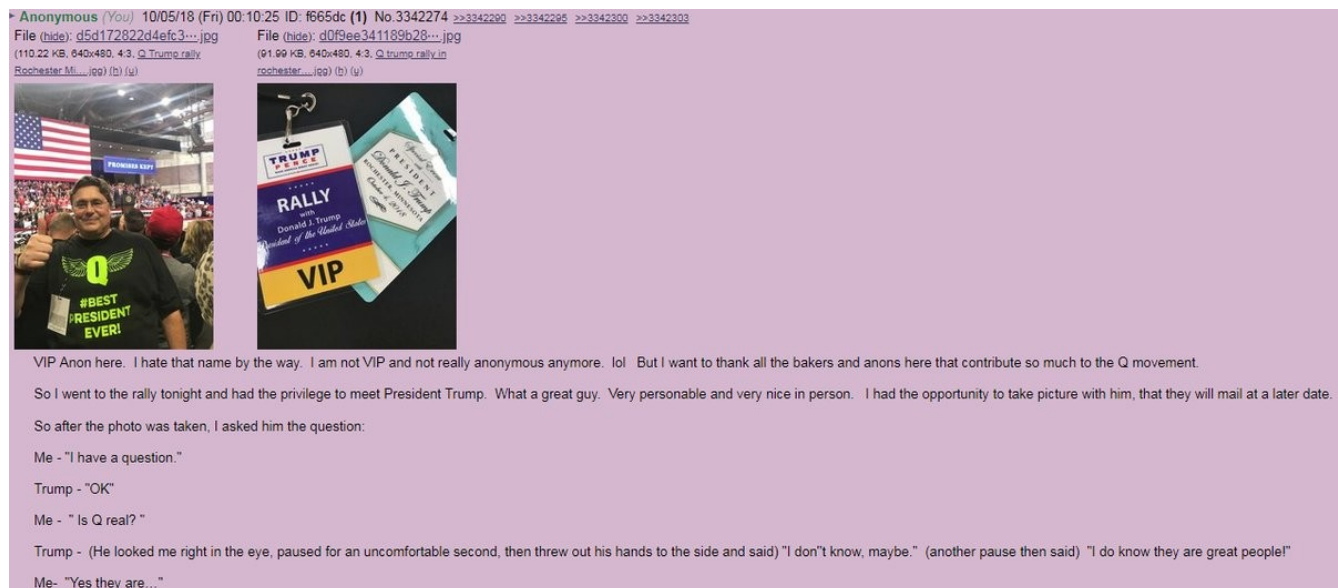 Anonymous (You) 10/05/18 (Fri) 00:10:25 ID: f665dc (1) No.3342274 >>3342290 >>3342296 >>3342300 >>3342303
File (hide): d5d172822d4efc3···.jpg
(110.22 KB, 640x480, 4:3, Q Trump rally
Rochester Mi....jpg) (h) (u)
File (hide): d0f9ee341189b28···.jpg
(91.99 KB, 640x480, 4:3, Q trump rally in
rochester....jpg) (h) (u)
PROMISES KEPT
Q
#BEST
PRESIDENT
EVER!
TRUMP
PENCE
RALLY
with
Donald J. Trump
President of the United States
VIP
Special Event
with
PRESIDENT
Donald J. Trump
ROCHESTER, MINNESOTA
October 4, 2018
VIP Anon here.  I hate that name by the way.  I am not VIP and not really anonymous anymore.  lol   But I want to thank all the bakers and anons here that contribute so much to the Q movement.
So I went to the rally tonight and had the privilege to meet President Trump.  What a great guy.  Very personable and very nice in person.   I had the opportunity to take picture with him, that they will mail at a later date.
So after the photo was taken, I asked him the question:
Me - "I have a question."
Trump - "OK"
Me -  " Is Q real? "
Trump -  (He looked me right in the eye, paused for an uncomfortable second, then threw out his hands to the side and said) "I don"t know, maybe."  (another pause then said)  "I do know they are great people!"
Me-  "Yes they are..."